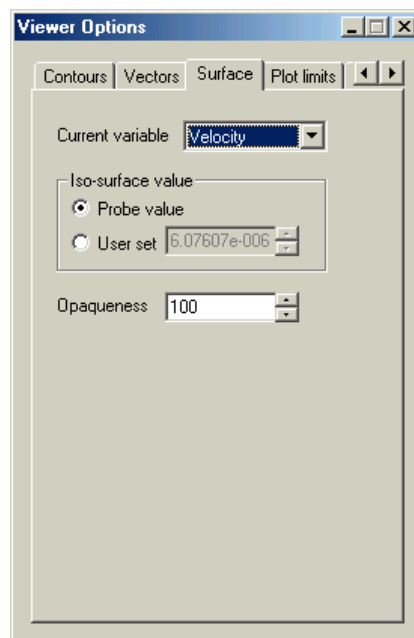 Viewer Options
Contours Vectors Surface Plot limits
Current variable Velocity
Iso-surface value
Probe value
User set 6.07607e-006
Opaqueness 100